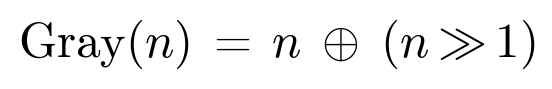 Gray(n) = n ⊕ (n ≫ 1)